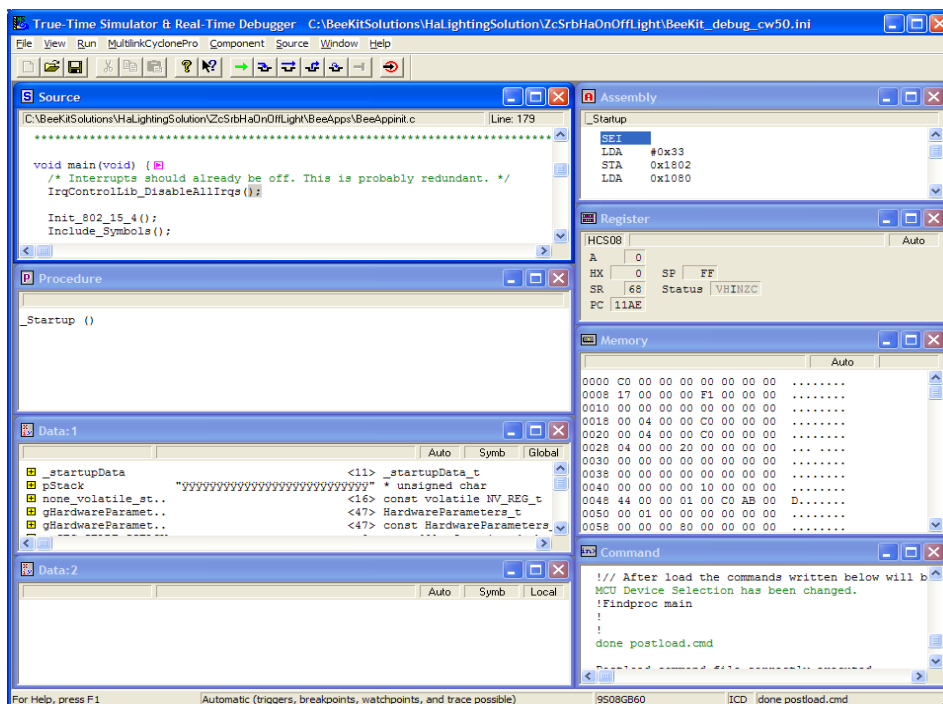 True-Time Simulator & Real-Time Debugger C:\BeeKitSolutions\HaLightingSolution\ZcSrbHaOnOffLight\BeeKit_debug_cw50.ini
File View Run MultilinkCyclonePro Component Source Window Help
Source
C:\BeeKitSolutions\HaLightingSolution\ZcSrbHaOnOffLight\BeeApps\BeeAppinit.c Line: 179
void main(void) {
/* Interrupts should already be off. This is probably redundant. */
IrqControlLib_DisableAllIrqs();
Init_802_15_4();
Include_Symbols();
Procedure
_Startup ()
Data:1
Auto Symb Global
_startupData <11> _startupData_t
pStack "ÿÿÿÿÿÿÿÿÿÿÿÿÿÿÿÿÿÿÿÿÿÿÿÿÿÿÿÿ" * unsigned char
none_volatile_st.. <16> const volatile NV_REG_t
gHardwareParamet.. <47> HardwareParameters_t
gHardwareParamet.. <47> const HardwareParameters_
Data:2
Auto Symb Local
Assembly
_Startup
SEI
LDA #0x33
STA 0x1802
LDA 0x1080
Register
HCS08 Auto
A 0
HX 0 SP FF
SR 68 Status VHINZC
PC 11AE
Memory
Auto
0000 C0 00 00 00 00 00 00 00 ........
0008 17 00 00 00 F1 00 00 00 ........
0010 00 00 00 00 00 00 00 00 ........
0018 00 04 00 00 C0 00 00 00 ........
0020 00 04 00 00 C0 00 00 00 ........
0028 04 00 00 20 00 00 00 00 ... ....
0030 00 00 00 00 00 00 00 00 ........
0038 00 00 00 00 00 00 00 00 ........
0040 00 00 00 00 10 00 00 00 ........
0048 44 00 00 01 00 C0 AB 00 D.......
0050 00 01 00 00 00 00 00 00 ........
0058 00 00 00 80 00 00 00 00 ........
Command
!// After load the commands written below will b
MCU Device Selection has been changed.
!Findproc main
!
!
done postload.cmd
Postload command file correctly executed
For Help, press F1 Automatic (triggers, breakpoints, watchpoints, and trace possible) 9S08GB60 ICD done postload.cmd